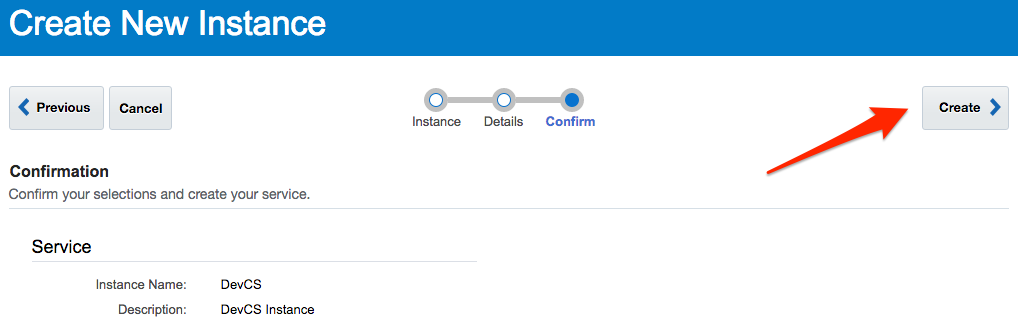 Create New Instance
Previous Cancel Create
Instance Details Confirm
Confirmation
Confirm your selections and create your service.
Service
Instance Name: DevCS
Description: DevCS Instance